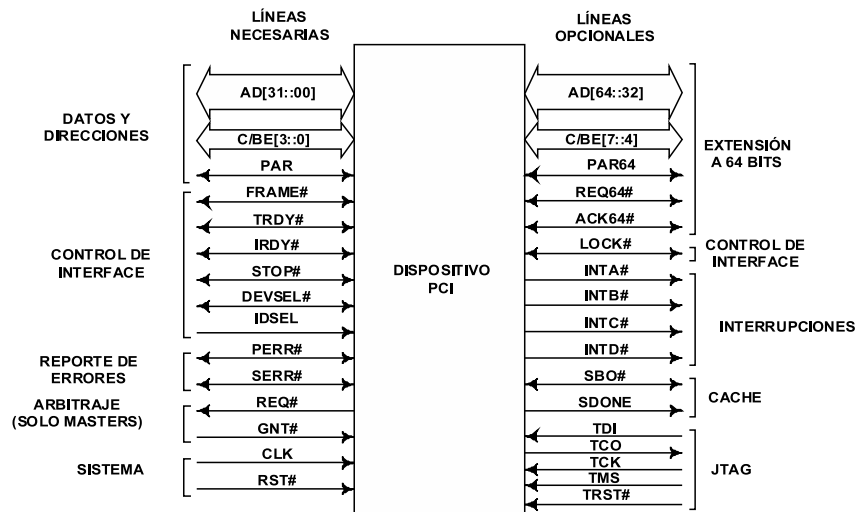 LÍNEAS
NECESARIAS
LÍNEAS
OPCIONALES
DATOS Y
DIRECCIONES
AD[31::00]
C/BE[3::0]
PAR
CONTROL DE
INTERFACE
FRAME#
TRDY#
IRDY#
STOP#
DEVSEL#
IDSEL
REPORTE DE
ERRORES
PERR#
SERR#
ARBITRAJE
(SOLO MASTERS)
REQ#
GNT#
SISTEMA
CLK
RST#
DISPOSITIVO
PCI
AD[64::32]
C/BE[7::4]
PAR64
REQ64#
ACK64#
EXTENSIÓN
A 64 BITS
LOCK#
CONTROL DE
INTERFACE
INTA#
INTB#
INTC#
INTD#
INTERRUPCIONES
SBO#
SDONE
CACHE
TDI
TCO
TCK
TMS
TRST#
JTAG